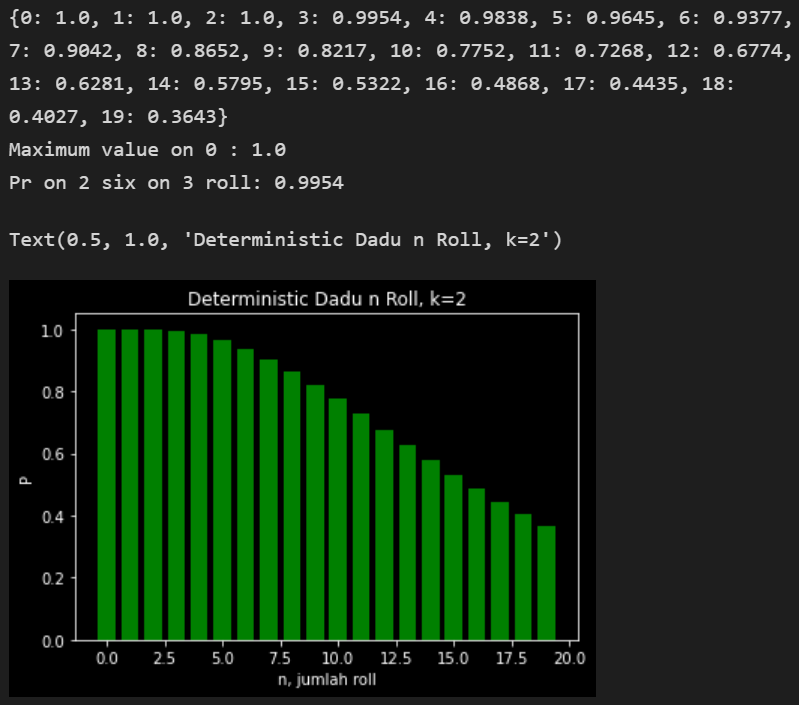 {0: 1.0, 1: 1.0, 2: 1.0, 3: 0.9954, 4: 0.9838, 5: 0.9645, 6: 0.9377,
7: 0.9042, 8: 0.8652, 9: 0.8217, 10: 0.7752, 11: 0.7268, 12: 0.6774,
13: 0.6281, 14: 0.5795, 15: 0.5322, 16: 0.4868, 17: 0.4435, 18:
0.4027, 19: 0.3643}
Maximum value on 0 : 1.0
Pr on 2 six on 3 roll: 0.9954
Text(0.5, 1.0, 'Deterministic Dadu n Roll, k=2')
Deterministic Dadu n Roll, k=2
1.0
0.8
0.6
P
0.4
0.2
0.0
0.0 2.5 5.0 7.5 10.0 12.5 15.0 17.5 20.0
n, jumlah roll